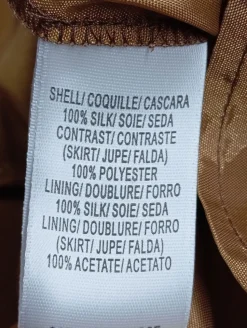 SHELL/ COQUILLE/ CASCARA
100% SILK/ SOIE/ SEDA
CONTRAST/ CONTRASTE
(SKIRT/ JUPE/ FALDA)
100% POLYESTER
LINING/ DOUBLURE/ FORRO
100% SILK/ SOIE/ SEDA
LINING/ DOUBLURE/ FORRO
(SKIRT/ JUPE/ FALDA)
100% ACETATE/ ACETATO